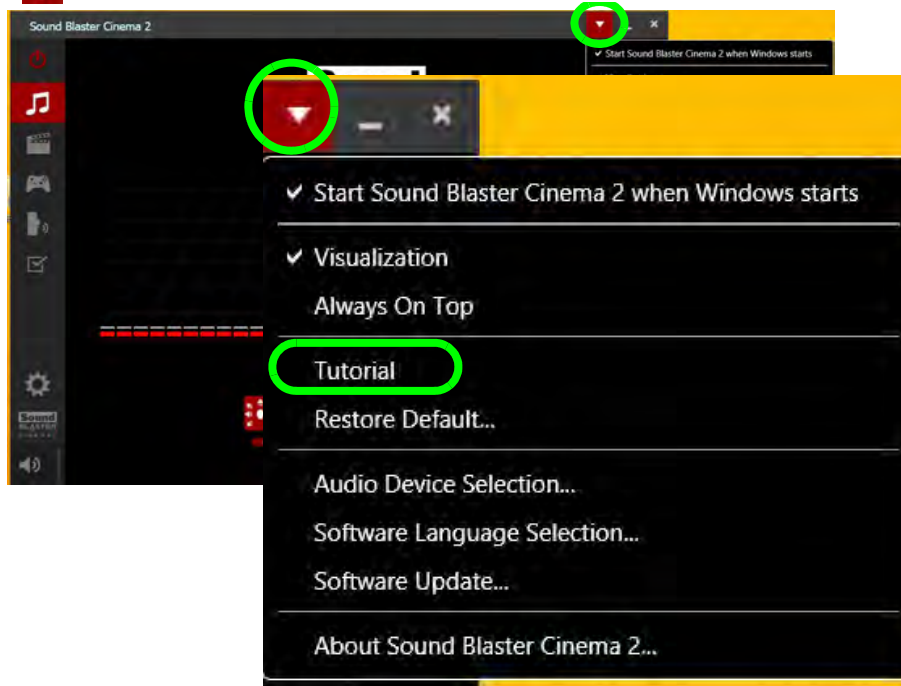 Sound Blaster Cinema 2
✔ Start Sound Blaster Cinema 2 when Windows starts
Sound
BLASTER
✔ Start Sound Blaster Cinema 2 when Windows starts
✔ Visualization
Always On Top
Tutorial
Restore Default...
Audio Device Selection...
Software Language Selection...
Software Update...
About Sound Blaster Cinema 2...